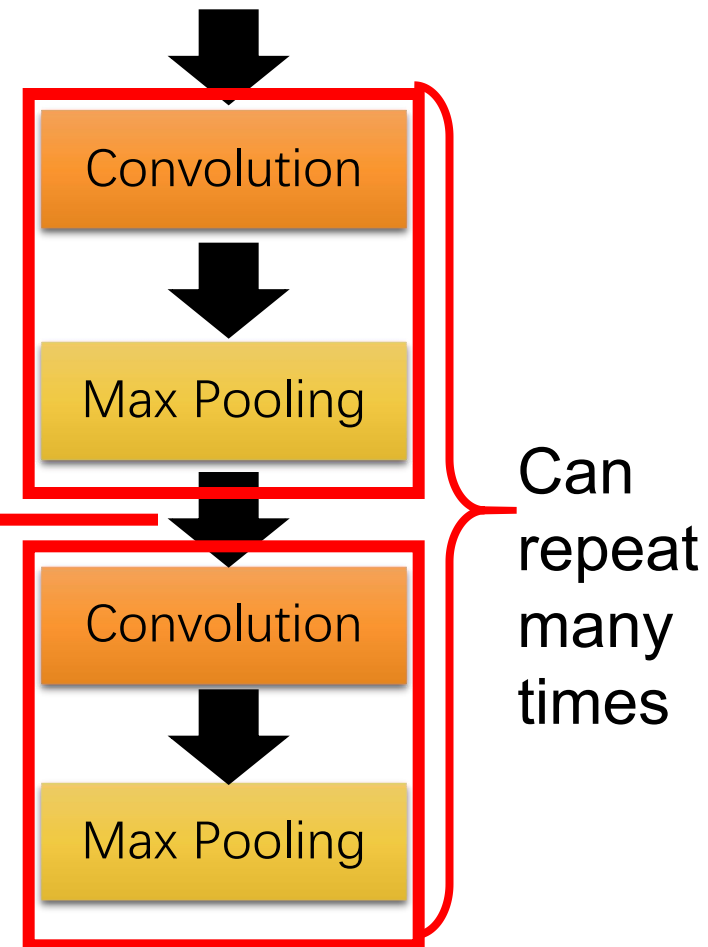 Convolution
Max Pooling
Can
repeat
many
times
Convolution
Max Pooling